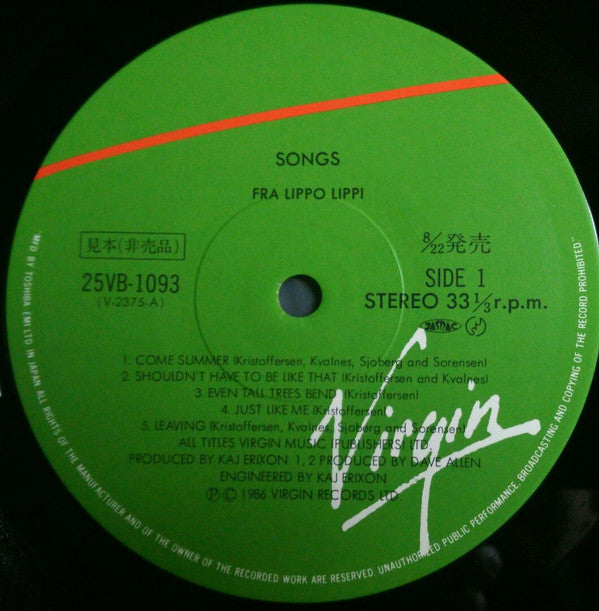 SONGS
FRA LIPPO LIPPI
見本(非売品)
8/22発売
25VB-1093
SIDE 1
(V-2375-A)
STEREO 33 1/3 r.p.m.
JASRAC
1. COME SUMMER (Kristoffersen, Kvalnes, Sjoberg and Sorensen)
2. SHOULDN'T HAVE TO BE LIKE THAT (Kristoffersen and Kvalnes)
3. EVEN TALL TREES BEND (Kristoffersen)
4. JUST LIKE ME (Kristoffersen)
5. LEAVING (Kristoffersen, Kvalnes, Sjoberg and Sorensen)
ALL TITLES VIRGIN MUSIC (PUBLISHERS) LTD.
PRODUCED BY KAJ ERIXON 1, 2 PRODUCED BY DAVE ALLEN
ENGINEERED BY KAJ ERIXON
Ⓟ © 1986 VIRGIN RECORDS LTD.
Virgin
"MFD BY TOSHIBA EMI LTD IN JAPAN ALL RIGHTS OF THE MANUFACTURER AND OF THE OWNER OF THE RECORDED WORK ARE RESERVED UNAUTHORIZED PUBLIC PERFORMANCE, BROADCASTING AND COPYING OF THE RECORD PROHIBITED"